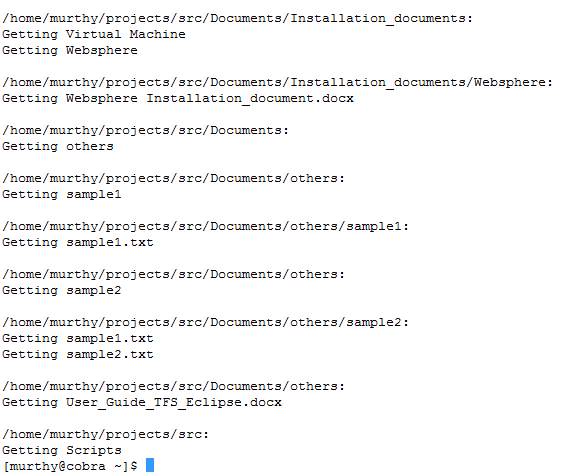 /home/murthy/projects/src/Documents/Installation_documents:
Getting Virtual Machine
Getting Websphere
/home/murthy/projects/src/Documents/Installation_documents/Websphere:
Getting Websphere Installation_document.docx
/home/murthy/projects/src/Documents:
Getting others
/home/murthy/projects/src/Documents/others:
Getting sample1
/home/murthy/projects/src/Documents/others/sample1:
Getting sample1.txt
/home/murthy/projects/src/Documents/others:
Getting sample2
/home/murthy/projects/src/Documents/others/sample2:
Getting sample1.txt
Getting sample2.txt
/home/murthy/projects/src/Documents/others:
Getting User_Guide_TFS_Eclipse.docx
/home/murthy/projects/src:
Getting Scripts
[murthy@cobra ~]$